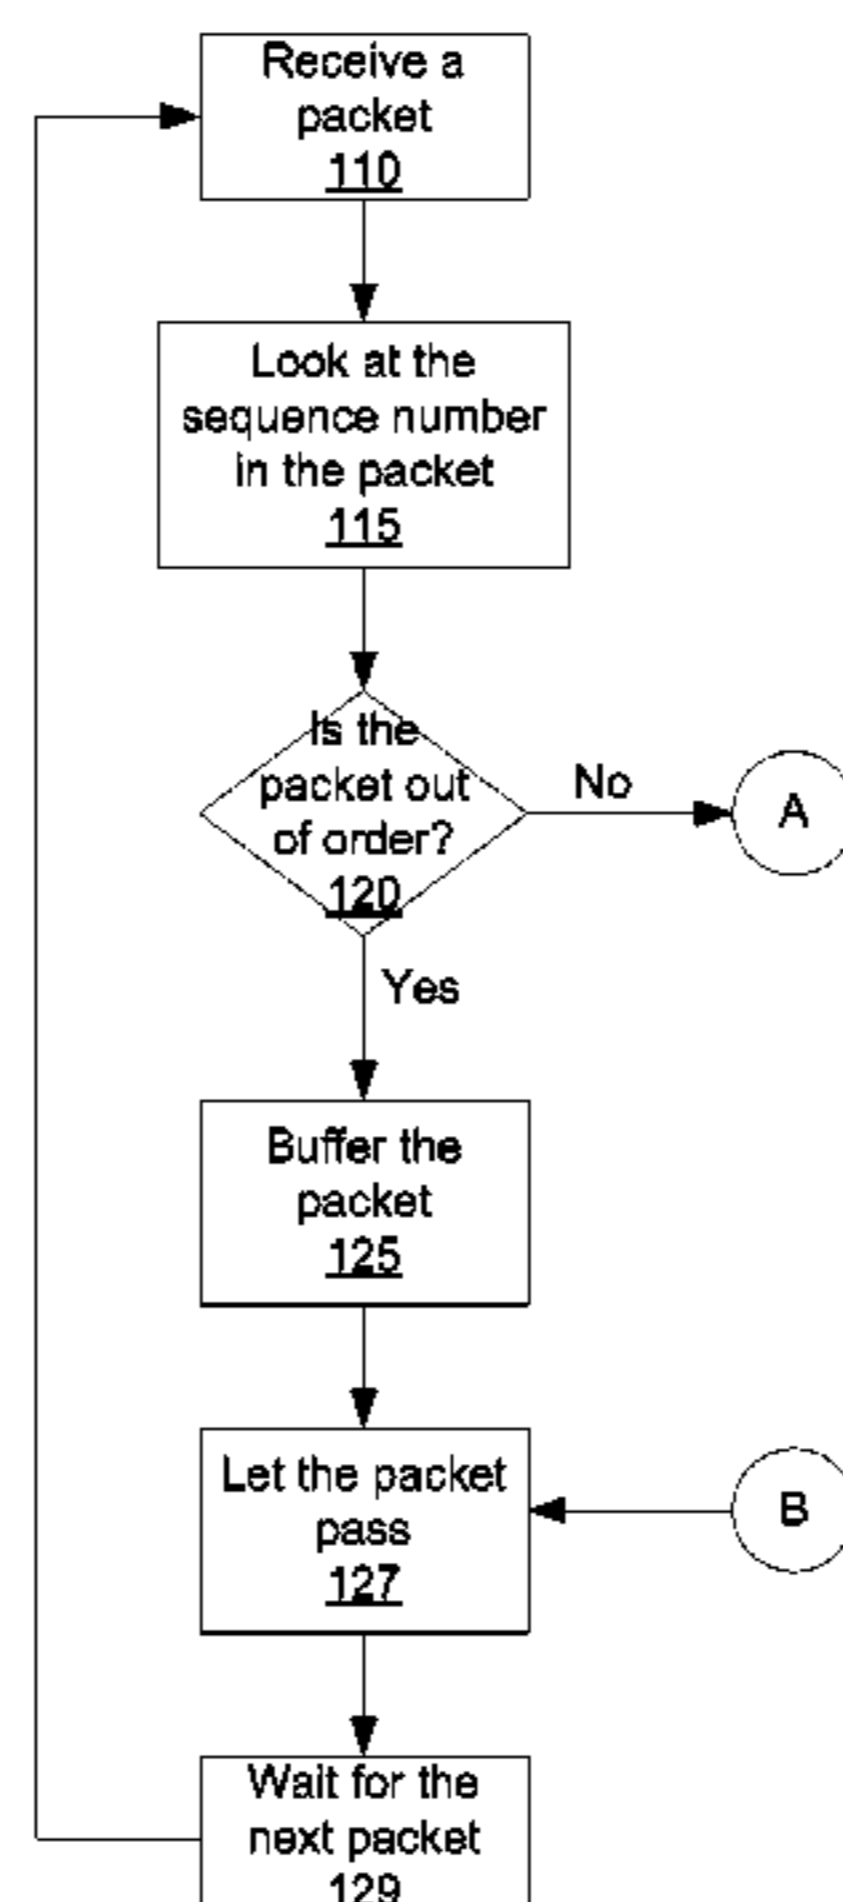 Receive a
packet
110
Look at the
sequence number
in the packet
115
Is the
packet out
of order?
120
No
A
Yes
Buffer the
packet
125
Let the packet
pass
127
B
Wait for the
next packet
129